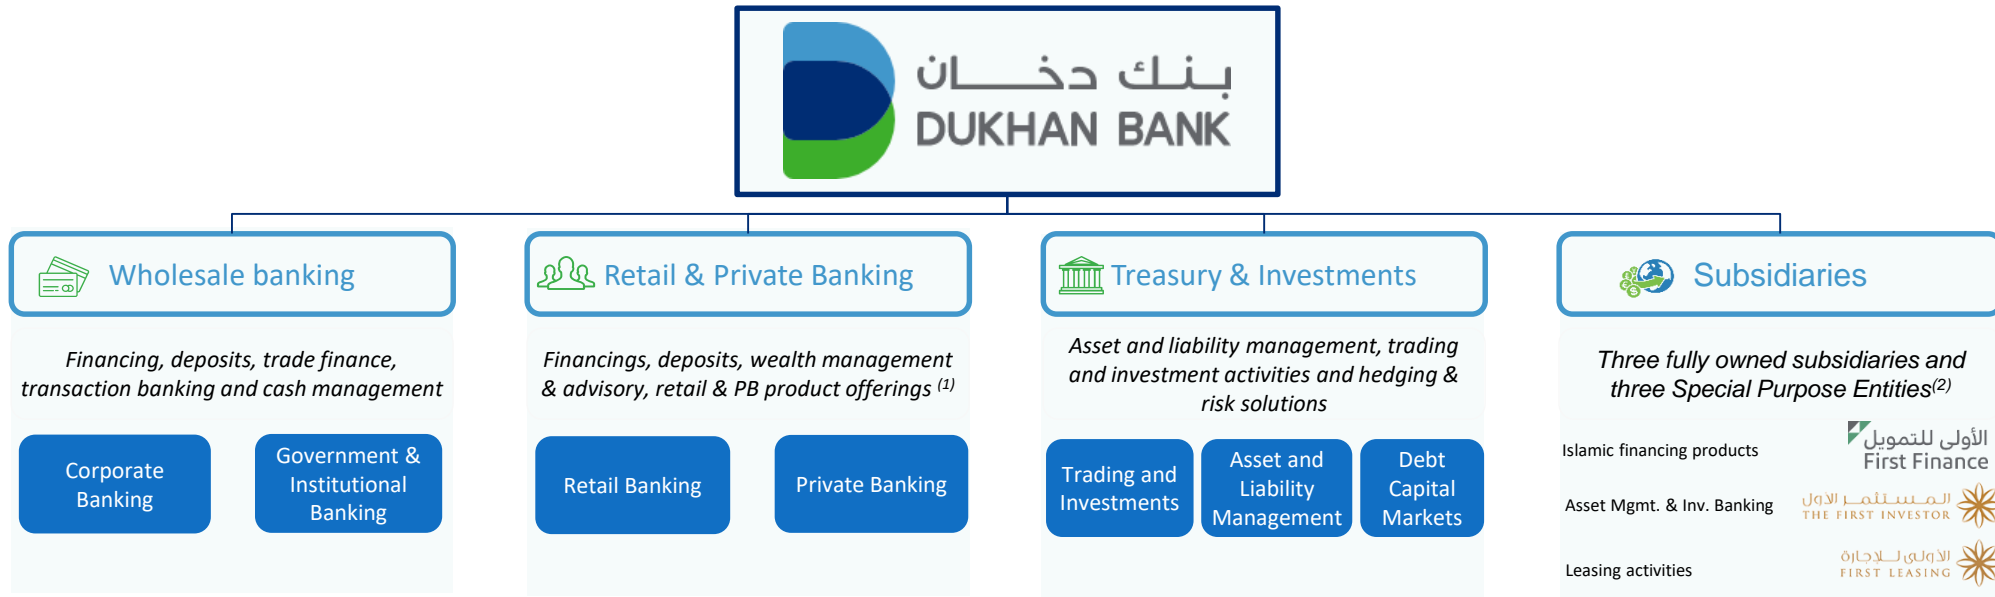 بنك دخان
DUKHAN BANK
Wholesale banking
Financing, deposits, trade finance,
transaction banking and cash management
Corporate
Banking
Government &
Institutional
Banking
Retail & Private Banking
Financings, deposits, wealth management
& advisory, retail & PB product offerings (1)
Retail Banking
Private Banking
Treasury & Investments
Asset and liability management, trading
and investment activities and hedging &
risk solutions
Trading and
Investments
Asset and
Liability
Management
Debt
Capital
Markets
Subsidiaries
Three fully owned subsidiaries and
three Special Purpose Entities(2)
Islamic financing products
الأولى للتمويل
First Finance
Asset Mgmt. & Inv. Banking
المستثمر الأول
THE FIRST INVESTOR
Leasing activities
الأولى للإجارة
FIRST LEASING